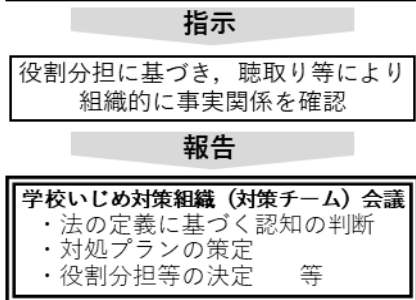 指示
役割分担に基づき，聴取り等により
組織的に事実関係を確認
報告
学校いじめ対策組織（対策チーム）会議
・法の定義に基づく認知の判断
・対処プランの策定
・役割分担等の決定　　等